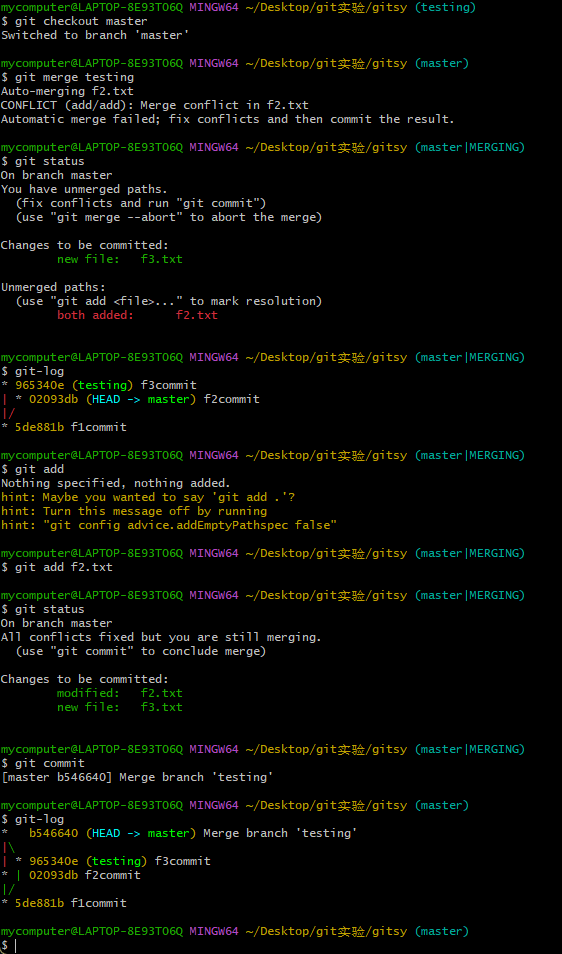 mycomputer@LAPTOP-8E93T06Q MINGW64 ~/Desktop/git实验/gitsy (testing)
$ git checkout master
Switched to branch 'master'
mycomputer@LAPTOP-8E93T06Q MINGW64 ~/Desktop/git实验/gitsy (master)
$ git merge testing
Auto-merging f2.txt
CONFLICT (add/add): Merge conflict in f2.txt
Automatic merge failed; fix conflicts and then commit the result.
mycomputer@LAPTOP-8E93T06Q MINGW64 ~/Desktop/git实验/gitsy (master|MERGING)
$ git status
On branch master
You have unmerged paths.
  (fix conflicts and run "git commit")
  (use "git merge --abort" to abort the merge)
Changes to be committed:
        new file:   f3.txt
Unmerged paths:
  (use "git add <file>..." to mark resolution)
        both added:      f2.txt
mycomputer@LAPTOP-8E93T06Q MINGW64 ~/Desktop/git实验/gitsy (master|MERGING)
$ git-log
* 965340e (testing) f3commit
| * 02093db (HEAD -> master) f2commit
|/
* 5de881b f1commit
mycomputer@LAPTOP-8E93T06Q MINGW64 ~/Desktop/git实验/gitsy (master|MERGING)
$ git add
Nothing specified, nothing added.
hint: Maybe you wanted to say 'git add .'?
hint: Turn this message off by running
hint: "git config advice.addEmptyPathspec false"
mycomputer@LAPTOP-8E93T06Q MINGW64 ~/Desktop/git实验/gitsy (master|MERGING)
$ git add f2.txt
mycomputer@LAPTOP-8E93T06Q MINGW64 ~/Desktop/git实验/gitsy (master|MERGING)
$ git status
On branch master
All conflicts fixed but you are still merging.
  (use "git commit" to conclude merge)
Changes to be committed:
        modified:   f2.txt
        new file:   f3.txt
mycomputer@LAPTOP-8E93T06Q MINGW64 ~/Desktop/git实验/gitsy (master|MERGING)
$ git commit
[master b546640] Merge branch 'testing'
mycomputer@LAPTOP-8E93T06Q MINGW64 ~/Desktop/git实验/gitsy (master)
$ git-log
*   b546640 (HEAD -> master) Merge branch 'testing'
|\
| * 965340e (testing) f3commit
* | 02093db f2commit
|/
* 5de881b f1commit
mycomputer@LAPTOP-8E93T06Q MINGW64 ~/Desktop/git实验/gitsy (master)
$